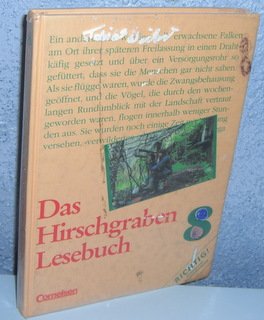 Ein ande erwachsene Falken
am Ort ihrer späteren Freilassung in einen Draht
käfig gesetzt und über ein Versorgungsrohr so
gefüttert, dass sie die Menschen gar nicht sahen.
Als sie flügge waren, wurde die Zwangsbehausung
geöffnet, und die Vögel, die durch den wochen-
langen Rundumblick mit der Landschaft vertraut
geworden waren, flogen innerhalb weniger Stun-
den aus. Sie wurden noch einige Zeit
versehen, verwilder
Das
Hirschgraben
Lesebuch
8
RICHTIG!
Cornelsen